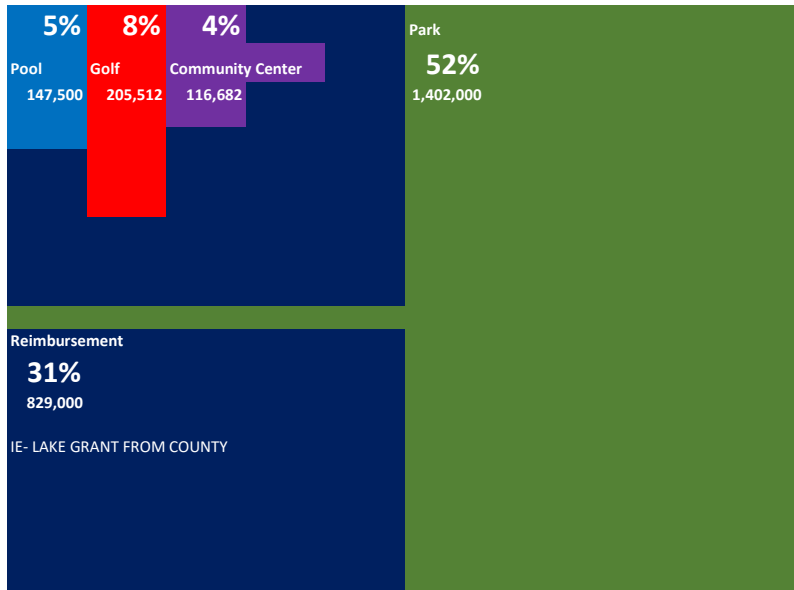 5% 8% 4%
Pool Golf Community Center
147,500 205,512 116,682
Park
52%
1,402,000
Reimbursement
31%
829,000
IE- LAKE GRANT FROM COUNTY